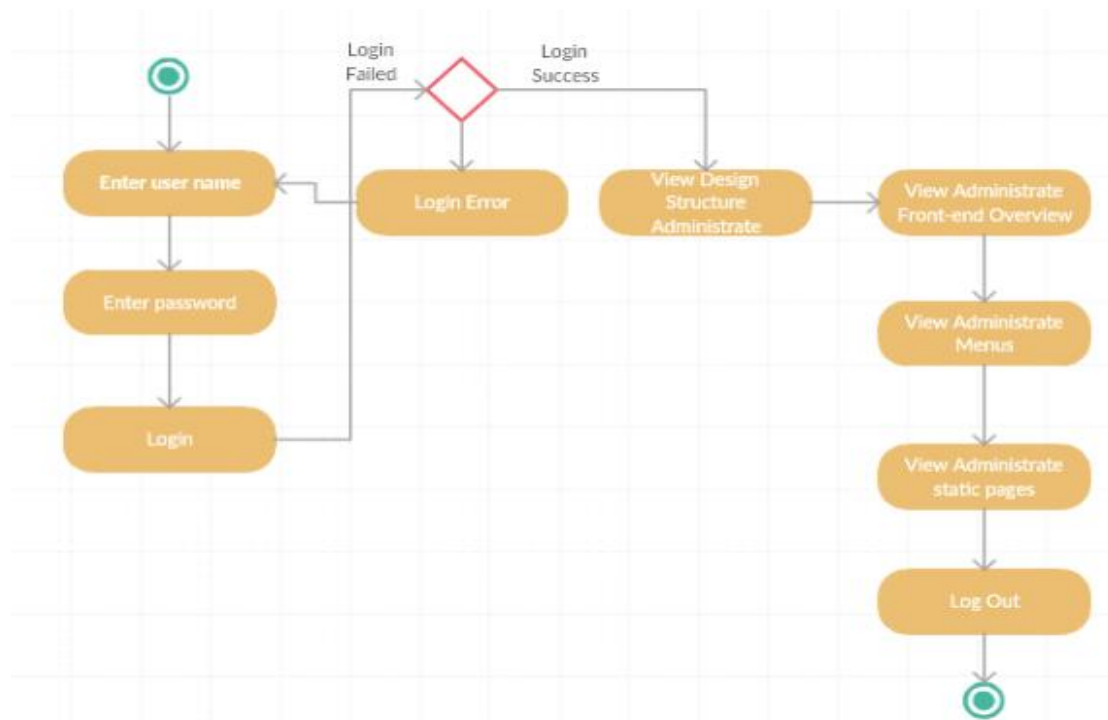 Login
Failed
Login
Success
Enter user name
Login Error
View Design
Structure
Administrate
View Administrate
Front-end Overview
Enter password
View Administrate
Menus
Login
View Administrate
static pages
Log Out